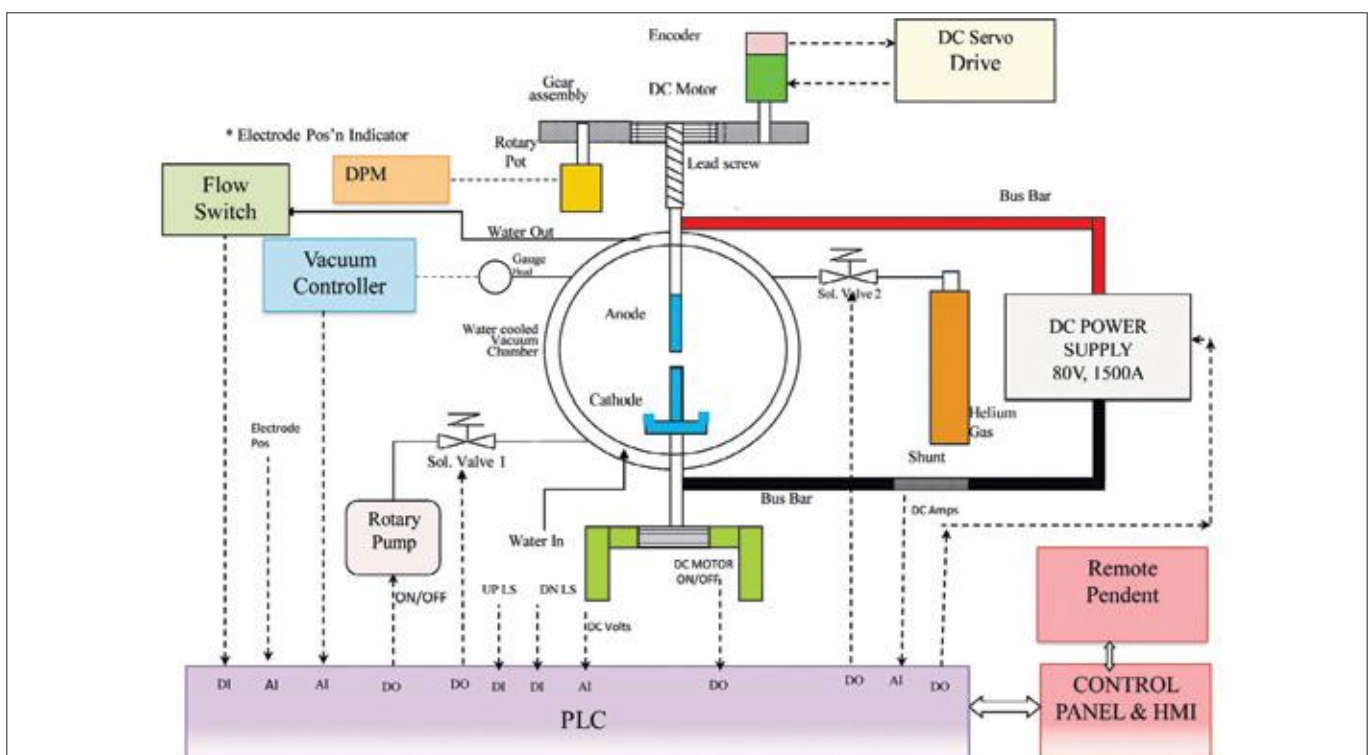 Encoder
DC Servo
Drive
Gear
assembly
DC Motor
* Electrode Pos'n Indicator
Rotary
Pot
Lead screw
DPM
Flow
Switch
Bus Bar
Water Out
Vacuum
Controller
Gauge
Head
Sol. Valve 2
Anode
Water cooled
Vacuum
Chamber
DC POWER
SUPPLY
80V, 1500A
Cathode
Helium
Gas
Electrode
Pos
Sol. Valve 1
Shunt
Bus Bar
DC Amps
Rotary
Pump
Water In
DC MOTOR
ON/OFF
Remote
Pendent
ON/OFF
UP LS
DN LS
DC Volts
DI
AI
AI
DO
DO
DI
DI
AI
DO
DO
AI
DO
PLC
CONTROL
PANEL & HMI